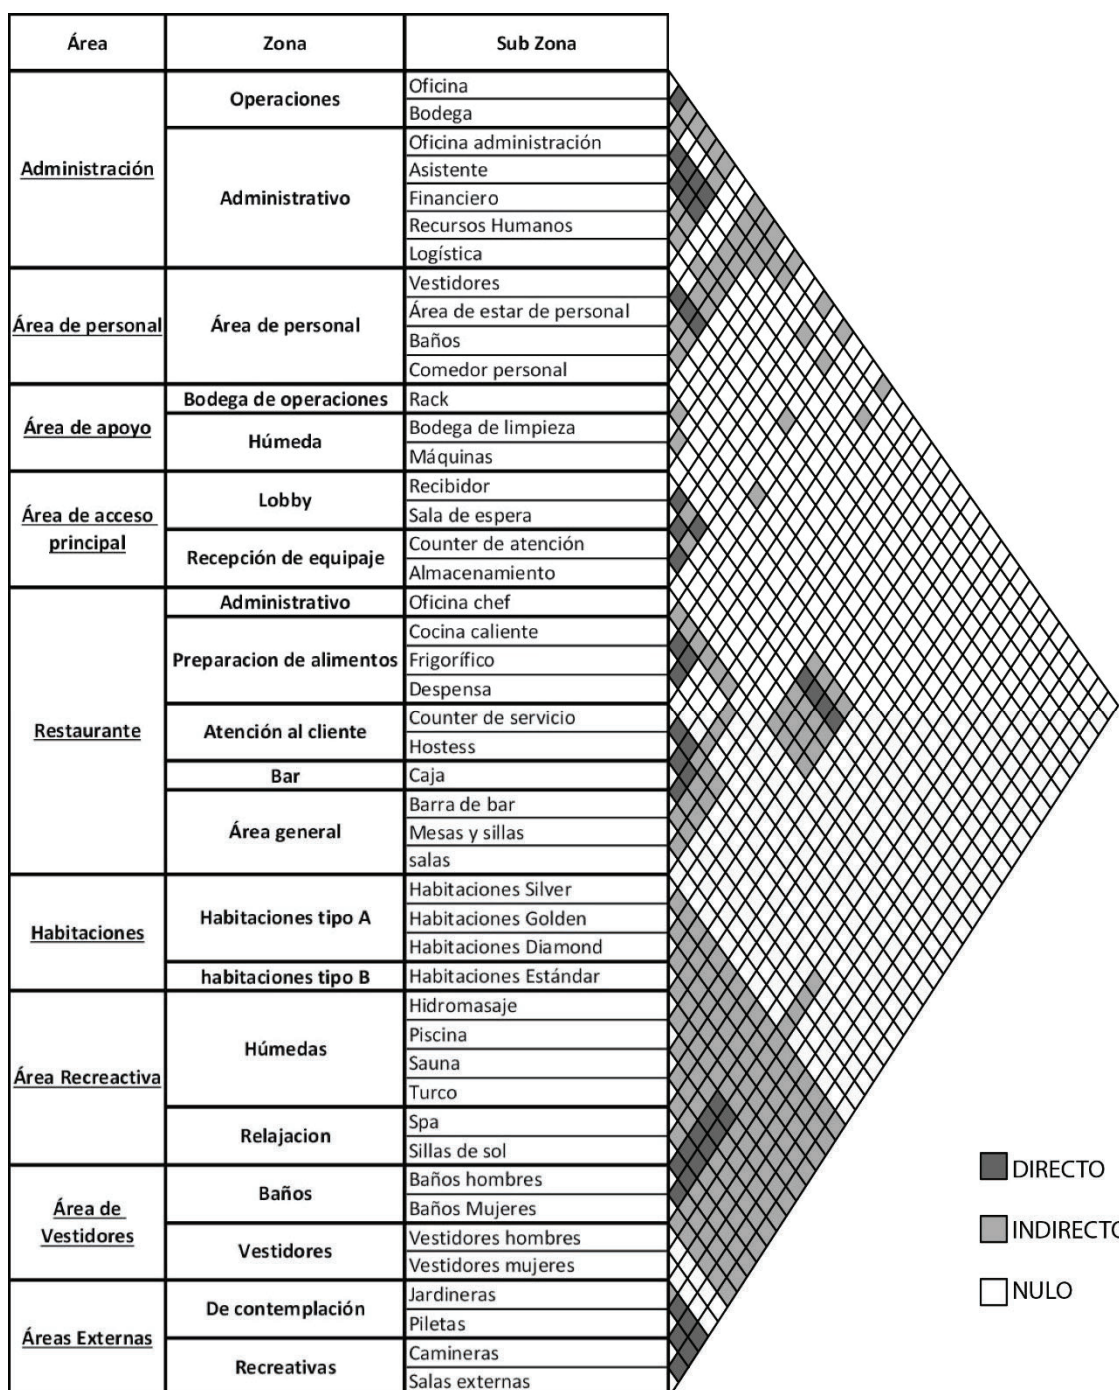 Área Zona Sub Zona
Administración
Operaciones
Oficina
Bodega
Administrativo
Oficina administración
Asistente
Financiero
Recursos Humanos
Logística
Área de personal
Área de personal
Vestidores
Área de estar de personal
Baños
Comedor personal
Área de apoyo
Bodega de operaciones
Rack
Húmeda
Bodega de limpieza
Máquinas
Área de acceso
principal
Lobby
Recibidor
Sala de espera
Recepción de equipaje
Counter de atención
Almacenamiento
Restaurante
Administrativo
Oficina chef
Preparacion de alimentos
Cocina caliente
Frigorífico
Despensa
Atención al cliente
Counter de servicio
Hostess
Bar
Caja
Área general
Barra de bar
Mesas y sillas
salas
Habitaciones
Habitaciones tipo A
Habitaciones Silver
Habitaciones Golden
Habitaciones Diamond
habitaciones tipo B
Habitaciones Estándar
Área Recreactiva
Húmedas
Hidromasaje
Piscina
Sauna
Turco
Relajacion
Spa
Sillas de sol
Área de
Vestidores
Baños
Baños hombres
Baños Mujeres
Vestidores
Vestidores hombres
Vestidores mujeres
Áreas Externas
De contemplación
Jardineras
Piletas
Recreativas
Camineras
Salas externas
DIRECTO
INDIRECTO
NULO